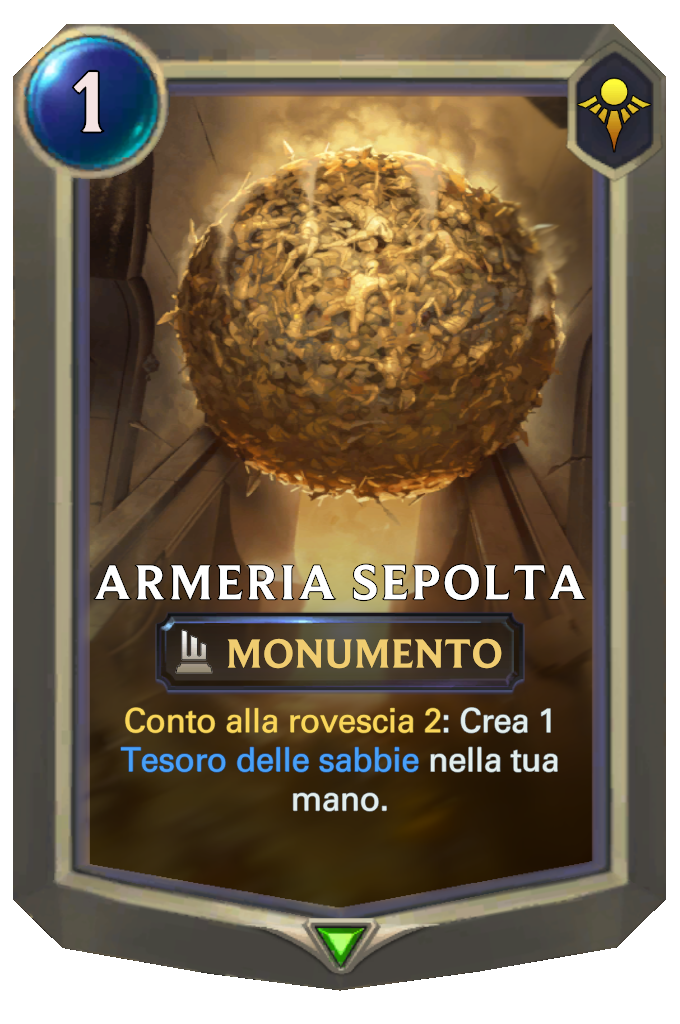 1
ARMERIA SEPOLTA
MONUMENTO
Conto alla rovescia 2: Crea 1
Tesoro delle sabbie nella tua
mano.